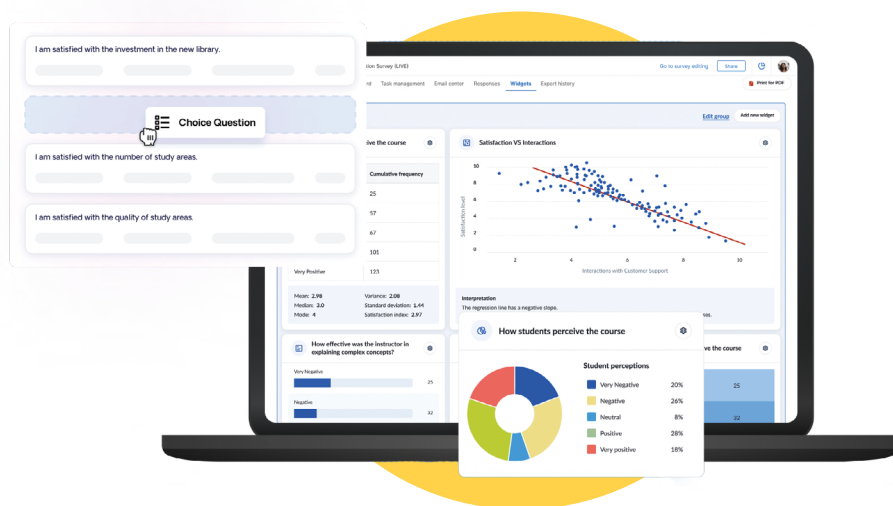 I am satisfied with the investment in the new library.
Choice Question
I am satisfied with the number of study areas.
I am satisfied with the quality of study areas.
Survey (LIVE)
Go to survey editing
Share
Task management
Email center
Responses
Widgets
Export history
Print for PDF
Edit group
Add new widget
the course
Cumulative frequency
25
57
67
101
Very Positive
123
Mean: 2.98
Variance: 2.08
Median: 3.0
Standard deviation: 1.44
Mode: 4
Satisfaction index: 2.97
Satisfaction VS Interactions
Satisfaction level
10
8
6
4
2
0
2
4
6
8
10
Interactions with Customer Support
Interpretation
The regression line has a negative slope.
How effective was the instructor in
explaining complex concepts?
Very Negative
25
Negative
32
How students perceive the course
Student perceptions
Very Negative 20%
Negative 26%
Neutral 8%
Positive 28%
Very positive 18%
the course
25
32